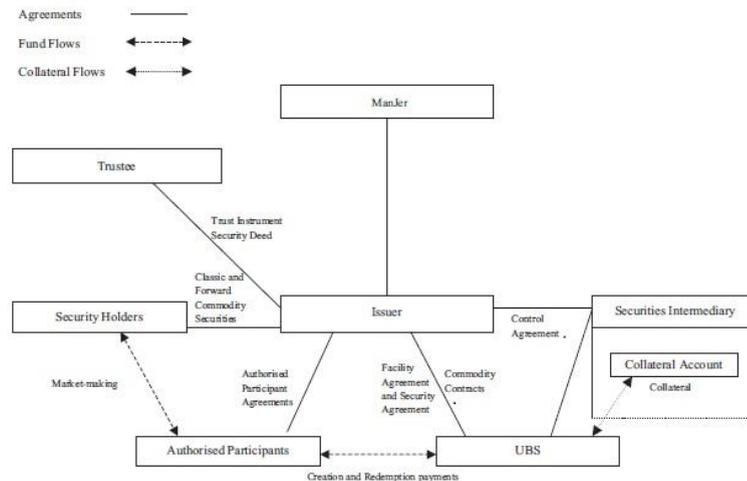 Agreements
Fund Flows
Collateral Flows
ManJer
Trustee
Trust Instrument
Security Deed
Classic and
Forward
Commodity
Securities
Security Holders
Issuer
Securities Intermediary
Control
Agreement
Collateral Account
Collateral
Market-making
Authorised
Participant
Agreements
Facility
Agreement
and Security
Agreement
Commodity
Contracts
Authorised Participants
UBS
Creation and Redemption payments